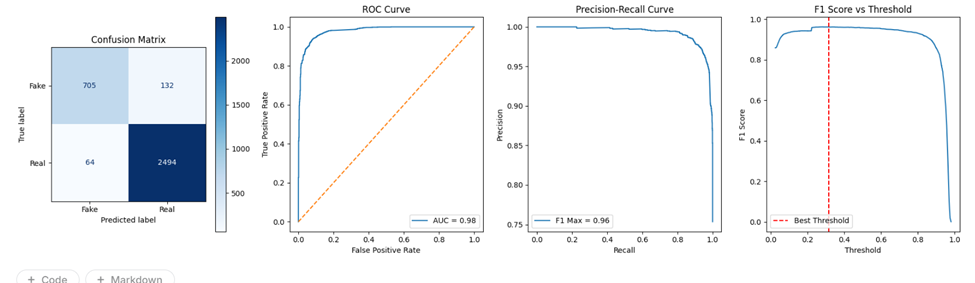 Confusion Matrix
True label
Fake
Real
705
132
64
2494
Fake
Real
Predicted label
2000
1500
1000
500
ROC Curve
True Positive Rate
1.0
0.8
0.6
0.4
0.2
0.0
0.0 0.2 0.4 0.6 0.8 1.0
False Positive Rate
AUC = 0.98
Precision-Recall Curve
Precision
1.00
0.95
0.90
0.85
0.80
0.75
0.0 0.2 0.4 0.6 0.8 1.0
Recall
F1 Max = 0.96
F1 Score vs Threshold
F1 Score
1.0
0.8
0.6
0.4
0.2
0.0
0.0 0.2 0.4 0.6 0.8 1.0
Threshold
Best Threshold
+ Code
+ Markdown